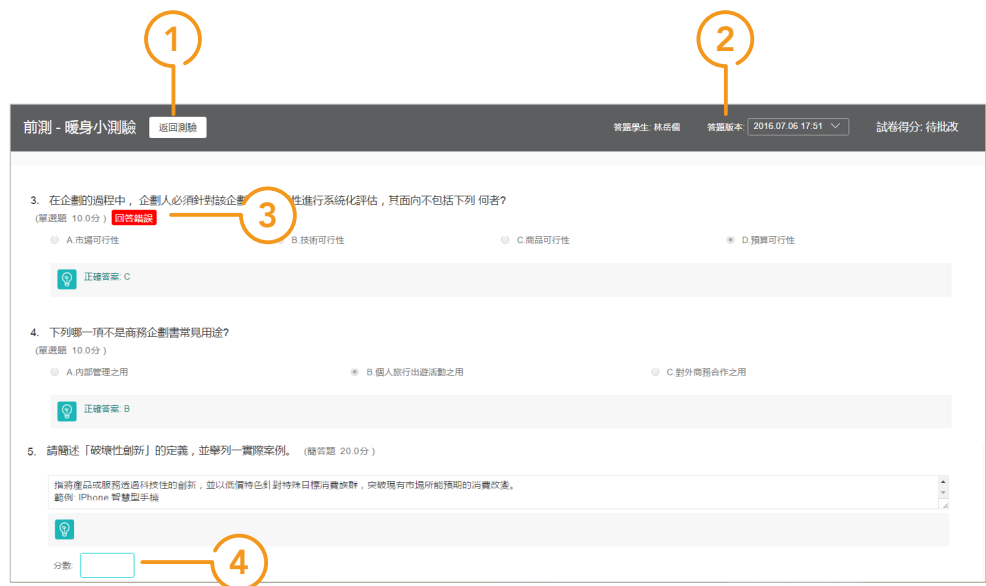 1
2
前測 - 暖身小測驗 返回測驗 答題學生: 林岳儒 答題版本: 2016.07.06 17:51 試卷得分: 待批改
3. 在企劃的過程中，企劃人必須針對該企劃 性進行系統化評估，其面向不包括下列 何者?
(單選題 10.0分) 回答錯誤
3
A.市場可行性 B.技術可行性 C.商品可行性 D.預算可行性
正確答案: C
4. 下列哪一項不是商務企劃書常見用途?
(單選題 10.0分)
A.內部管理之用 B.個人旅行出遊活動之用 C.對外商務合作之用
正確答案: B
5. 請簡述「破壞性創新」的定義，並舉列一實際案例。 (簡答題 20.0分)
指將產品或服務透過科技性的創新，並以低價特色針對特殊目標消費族群，突破現有市場所能預期的消費改變。
範例: IPhone 智慧型手機
分數:
4